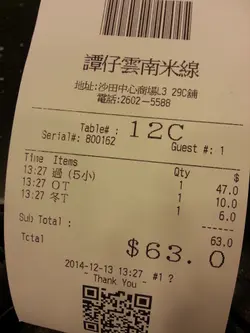 譚仔雲南米線
地址:沙田中心商場L3 29C舖
電話:2602-5588
Table# : 12C
Serial#: 800162 Guest #: 1
Time Items Qty $
13:27 過(5小) 1 47.0
13:27 OT 1 10.0
13:27 冬T 1 6.0
Sub Total : 63.0
Total $63.0
2014-12-13 13:27 #1 ?
- Thank You -